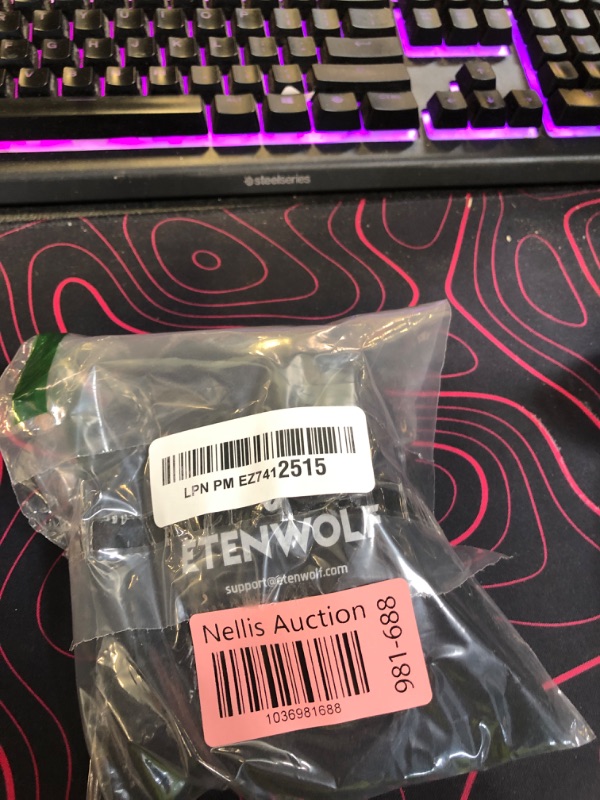 steelseries
LPN PM EZ7412515
ETENWOLF
support@etenwolf.com
Nellis Auction
981-688
1036981688